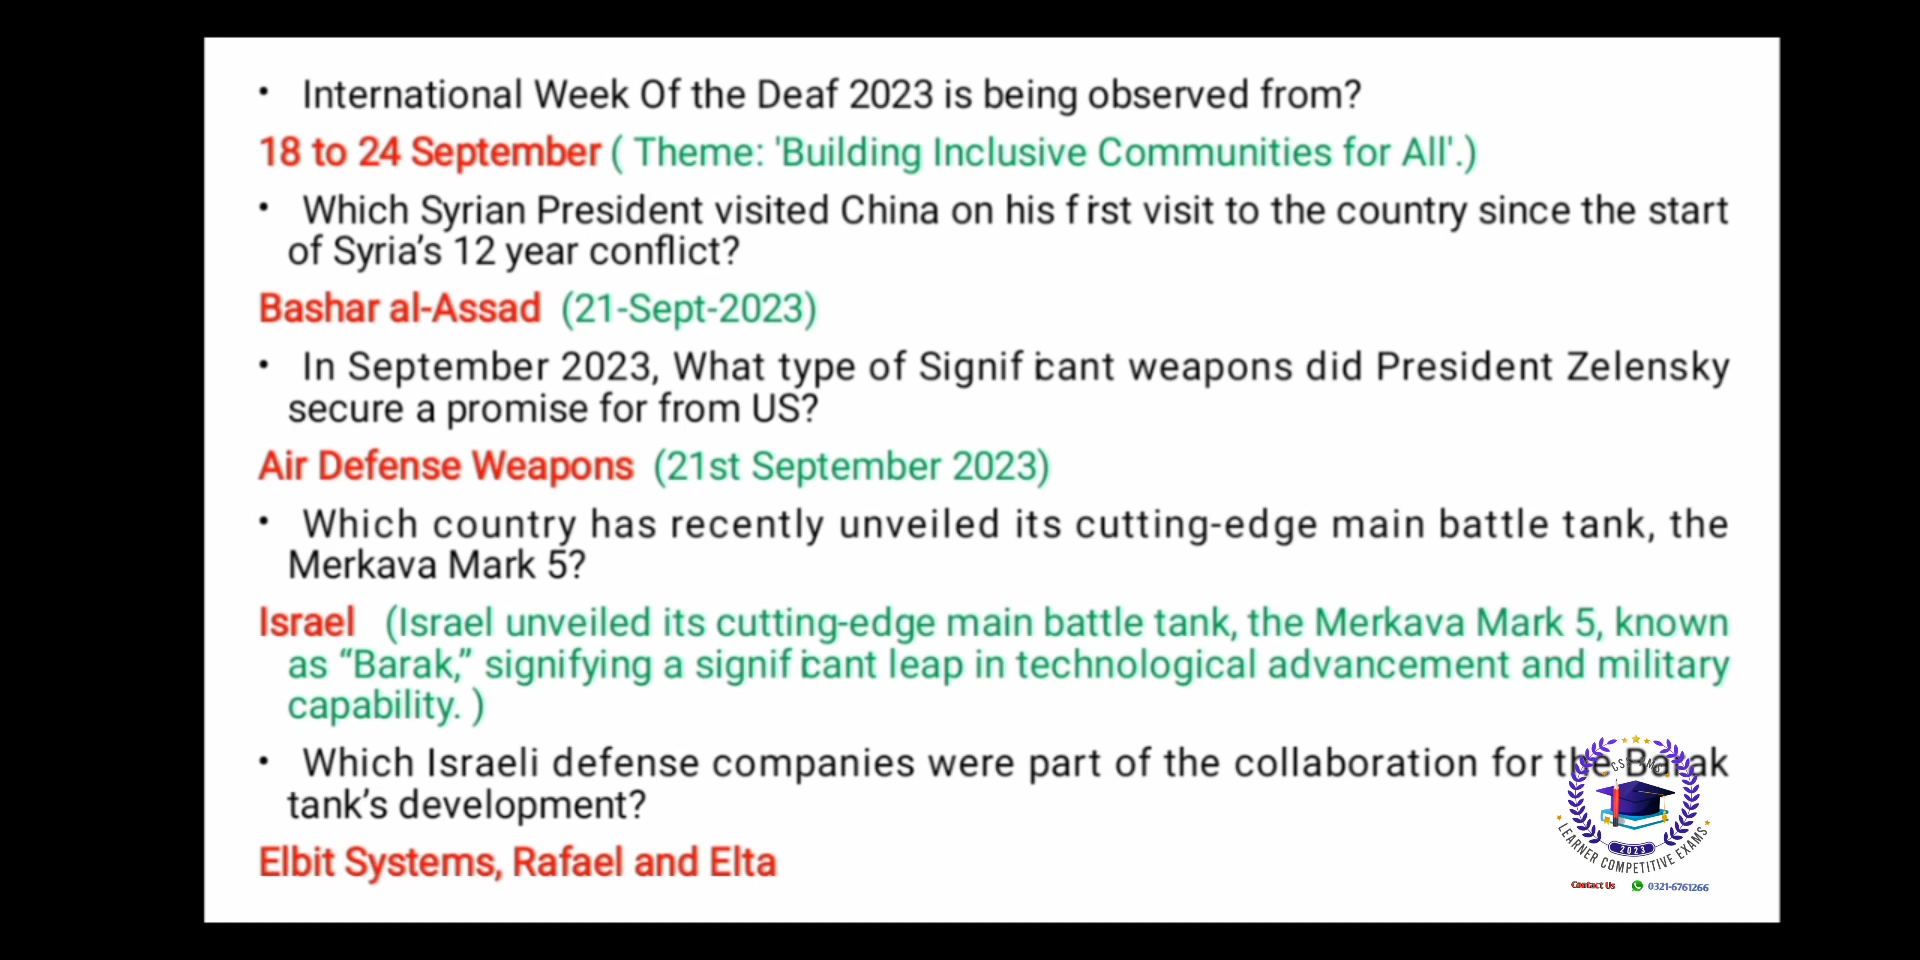 • International Week Of the Deaf 2023 is being observed from?
18 to 24 September ( Theme: 'Building Inclusive Communities for All'.)
• Which Syrian President visited China on his first visit to the country since the start
of Syria’s 12 year conflict?
Bashar al-Assad (21-Sept-2023)
• In September 2023, What type of Significant weapons did President Zelensky
secure a promise for from US?
Air Defense Weapons (21st September 2023)
• Which country has recently unveiled its cutting-edge main battle tank, the
Merkava Mark 5?
Israel (Israel unveiled its cutting-edge main battle tank, the Merkava Mark 5, known
as “Barak,” signifying a significant leap in technological advancement and military
capability. )
• Which Israeli defense companies were part of the collaboration for the Barak
tank’s development?
Elbit Systems, Rafael and Elta
2023
LEARNER COMPETITIVE EXAMS
Contact Us 0321-6761266